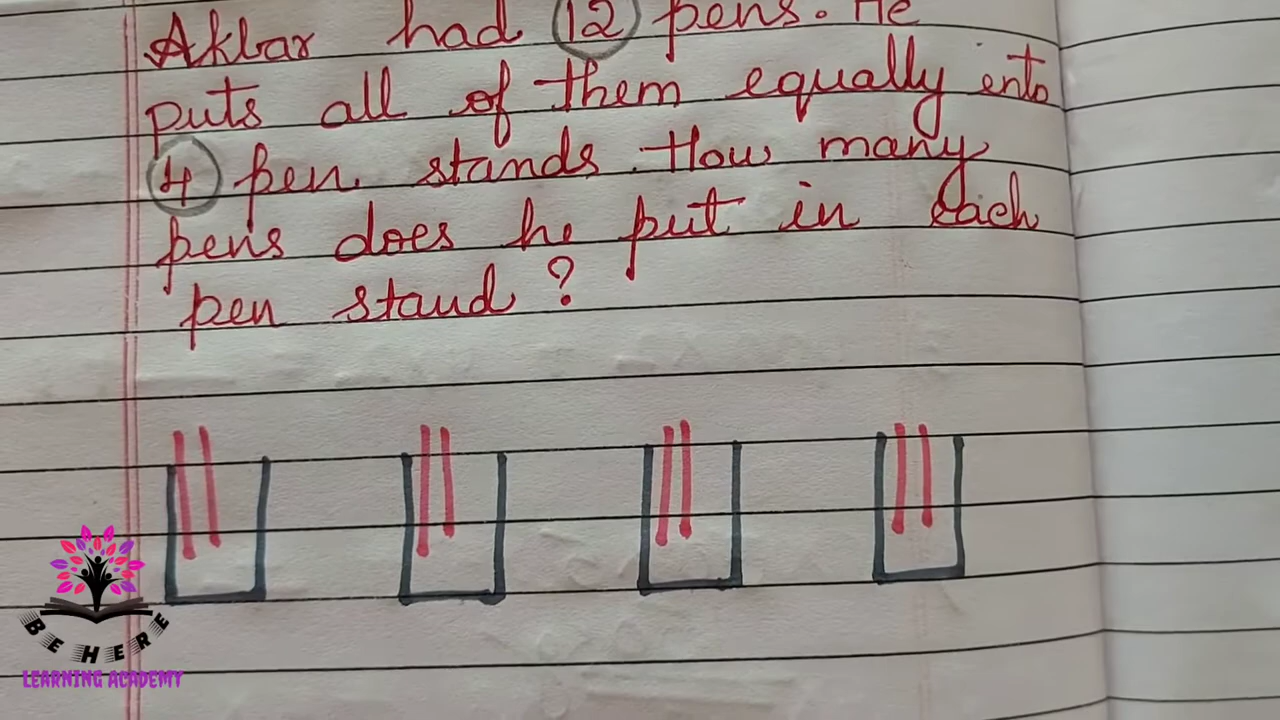 Akbar had 12 pens. He
puts all of them equally into
4 pen stands. How many
pens does he put in each
pen stand?
BE HERE
LEARNING ACADEMY